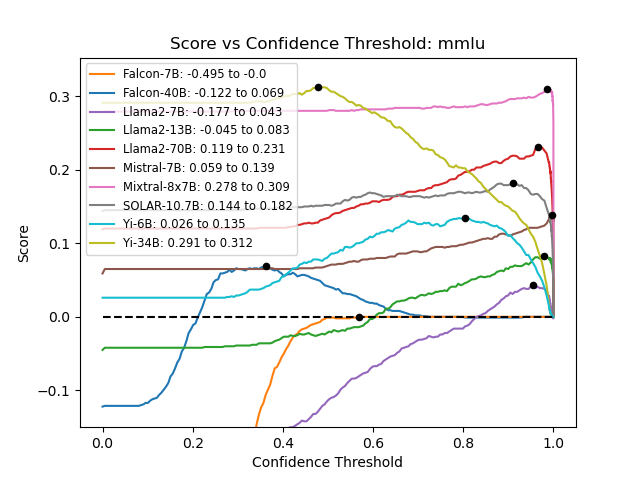 Score vs Confidence Threshold: mmlu
Falcon-7B: -0.495 to -0.0
Falcon-40B: -0.122 to 0.069
Llama2-7B: -0.177 to 0.043
Llama2-13B: -0.045 to 0.083
Llama2-70B: 0.119 to 0.231
Mistral-7B: 0.059 to 0.139
Mixtral-8x7B: 0.278 to 0.309
SOLAR-10.7B: 0.144 to 0.182
Yi-6B: 0.026 to 0.135
Yi-34B: 0.291 to 0.312
Score
0.3
0.2
0.1
0.0
−0.1
0.0 0.2 0.4 0.6 0.8 1.0
Confidence Threshold